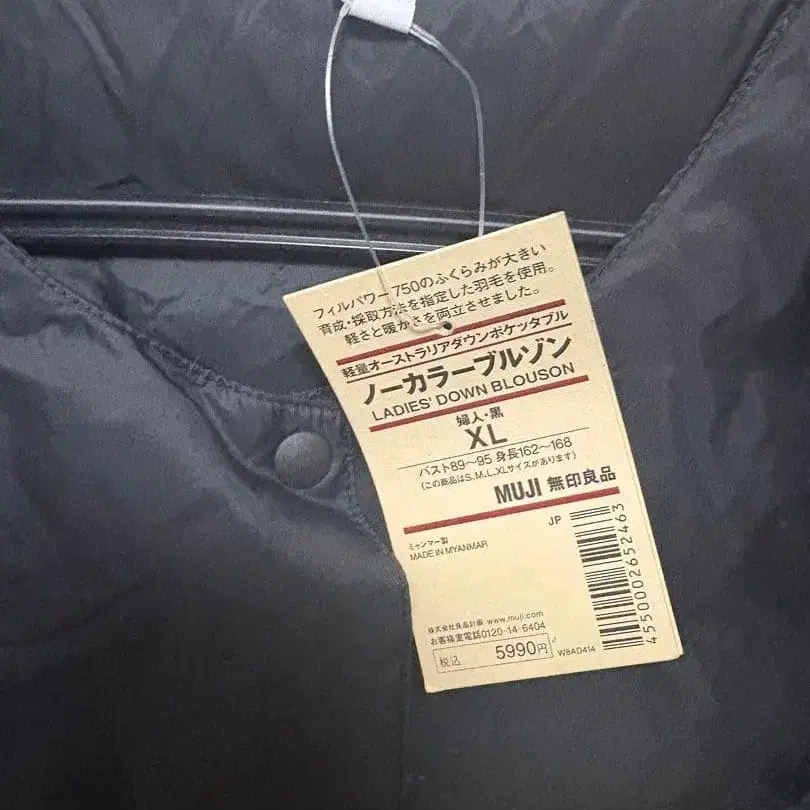 フィルパワー750のふくらみが大きい
育成・採取方法を指定した羽毛を使用。
軽さと暖かさを両立させました。
軽量オーストラリアダウンポケッタブル
ノーカラーブルゾン
LADIES' DOWN BLOUSON
婦人・黒
XL
バスト89〜95 身長162〜168
(この商品はS,M,L,XLサイズがあります)
MUJI 無印良品
JP
ミャンマー製
MADE IN MYANMAR
4550002652463
株式会社良品計画 www.muji.com
お客様室電話0120-14-6404
税込 5990円
W8AD414